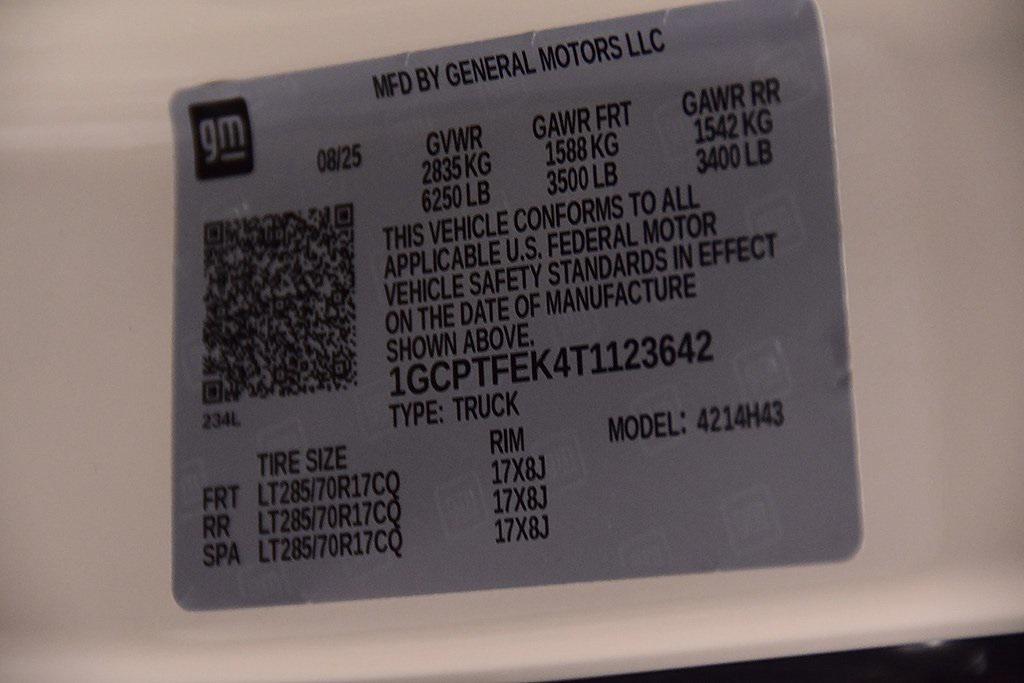 MFD BY GENERAL MOTORS LLC
gm
08/25
GVWR GAWR FRT GAWR RR
2835 KG 1588 KG 1542 KG
6250 LB 3500 LB 3400 LB
THIS VEHICLE CONFORMS TO ALL
APPLICABLE U.S. FEDERAL MOTOR
VEHICLE SAFETY STANDARDS IN EFFECT
ON THE DATE OF MANUFACTURE
SHOWN ABOVE.
1GCPTFEK4T1123642
234L
TYPE: TRUCK MODEL: 4214H43
TIRE SIZE RIM
FRT LT285/70R17CQ 17X8J
RR LT285/70R17CQ 17X8J
SPA LT285/70R17CQ 17X8J